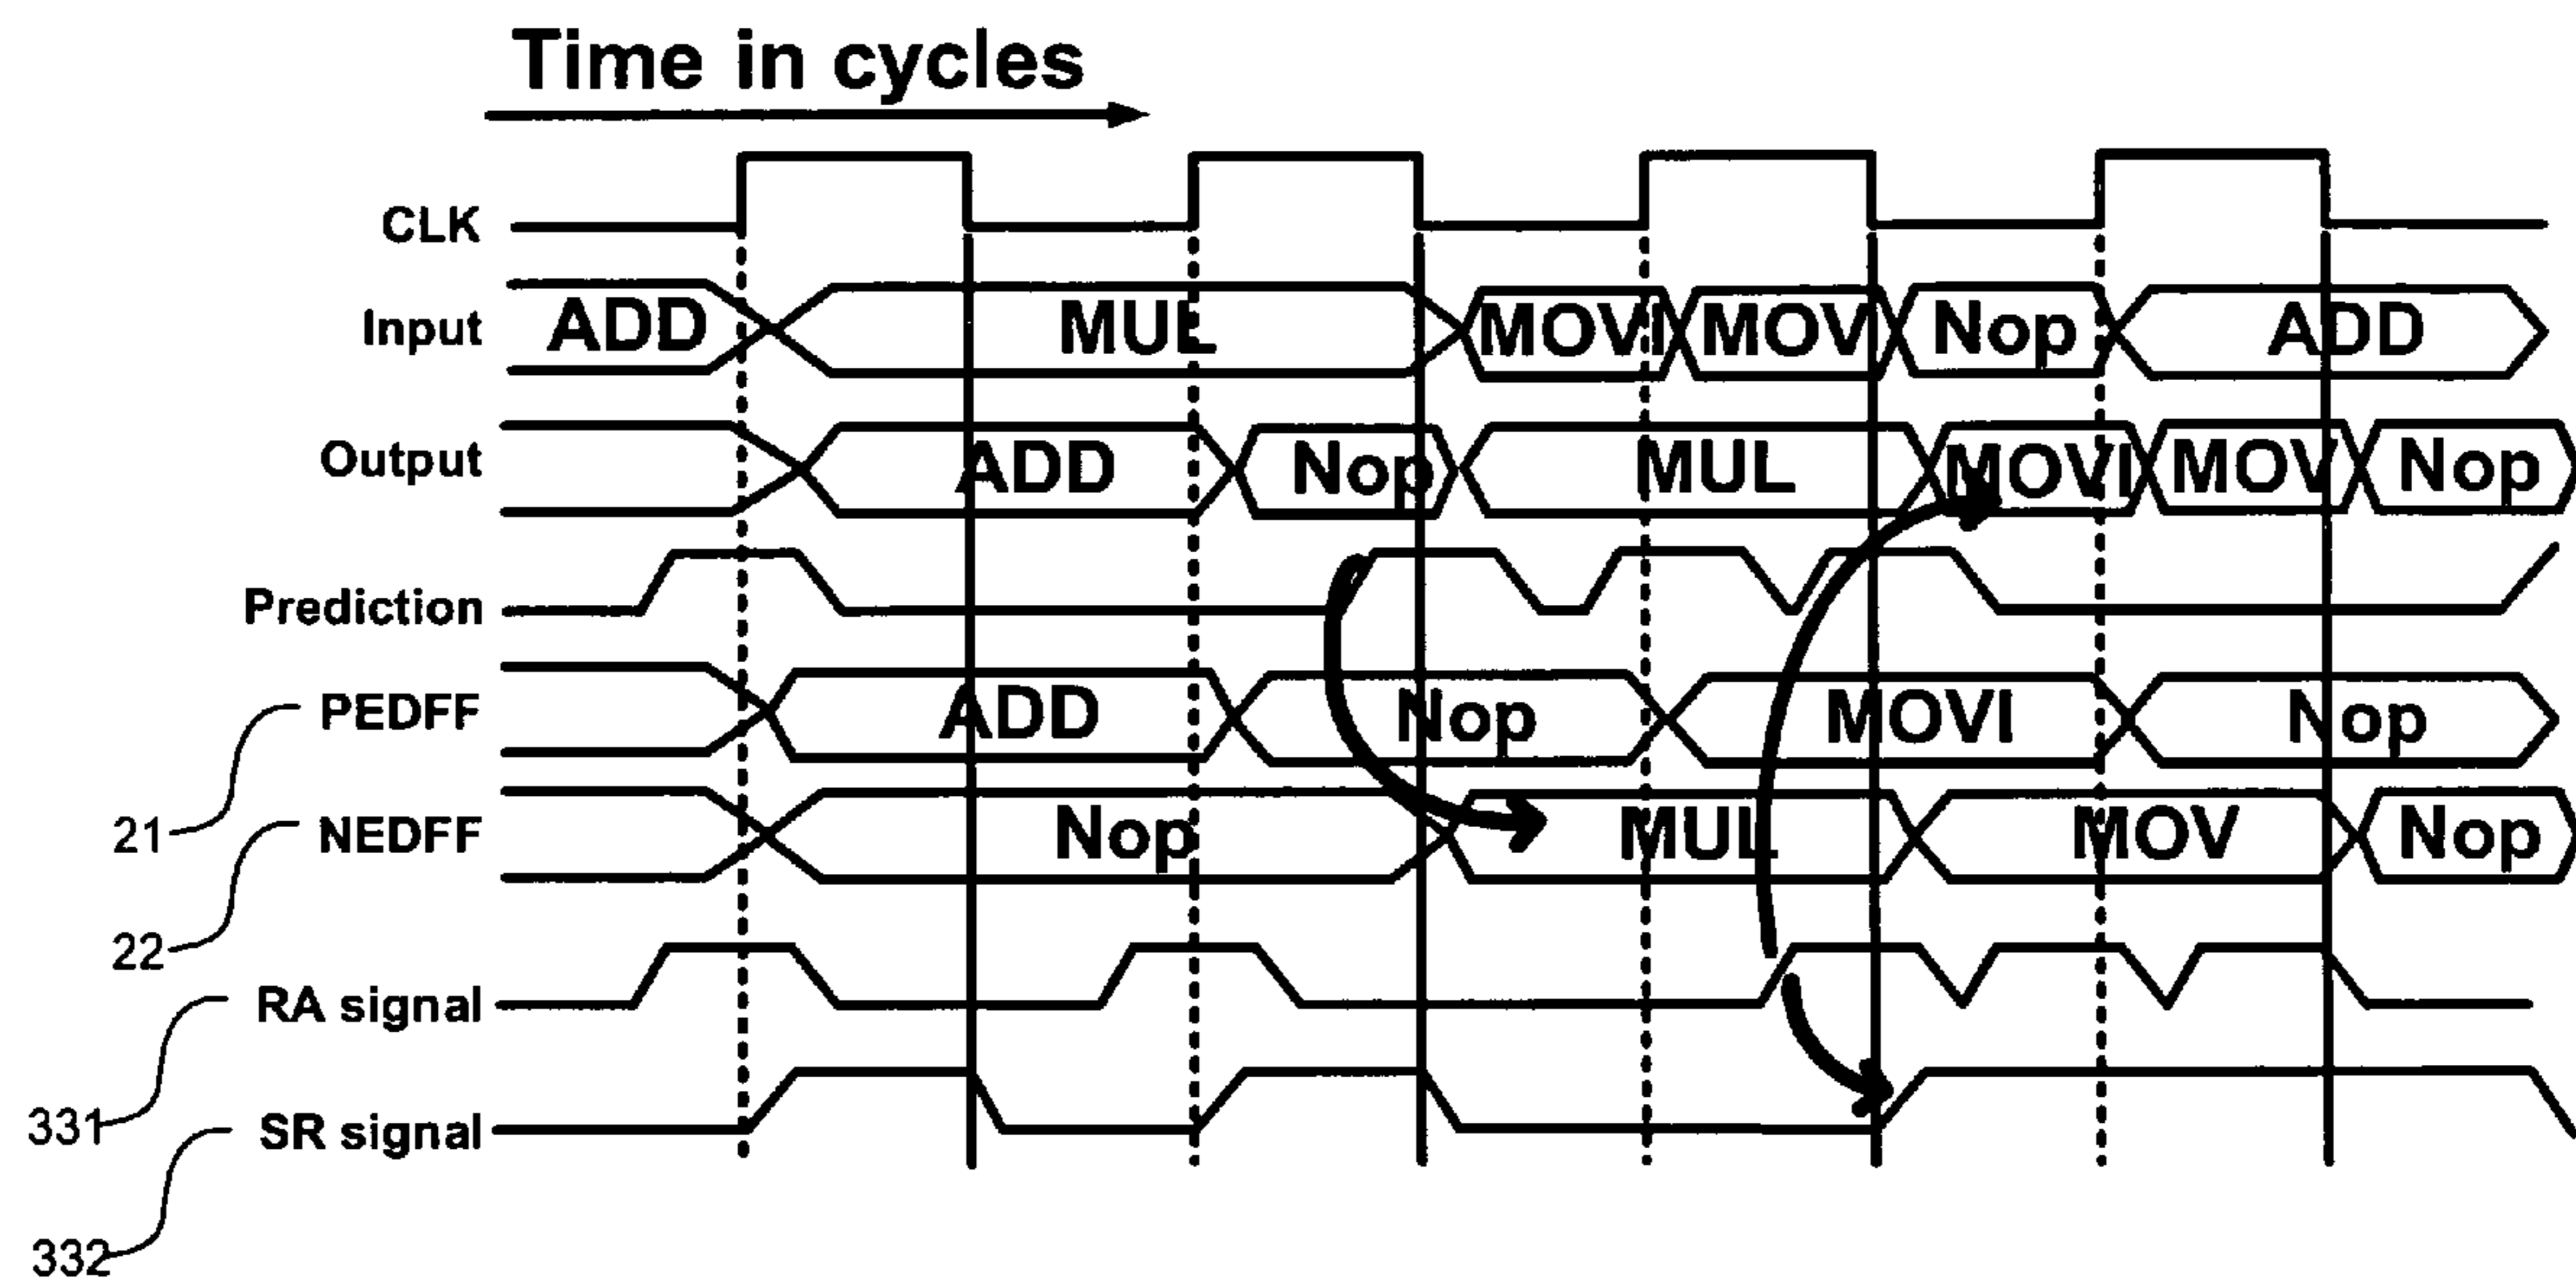 Time in cycles
CLK
Input ADD MUL MOVI MOV Nop ADD
Output ADD Nop MUL MOVI MOV Nop
Prediction
21 PEDFF ADD Nop MOVI Nop
22 NEDFF Nop MUL MOV Nop
331 RA signal
332 SR signal